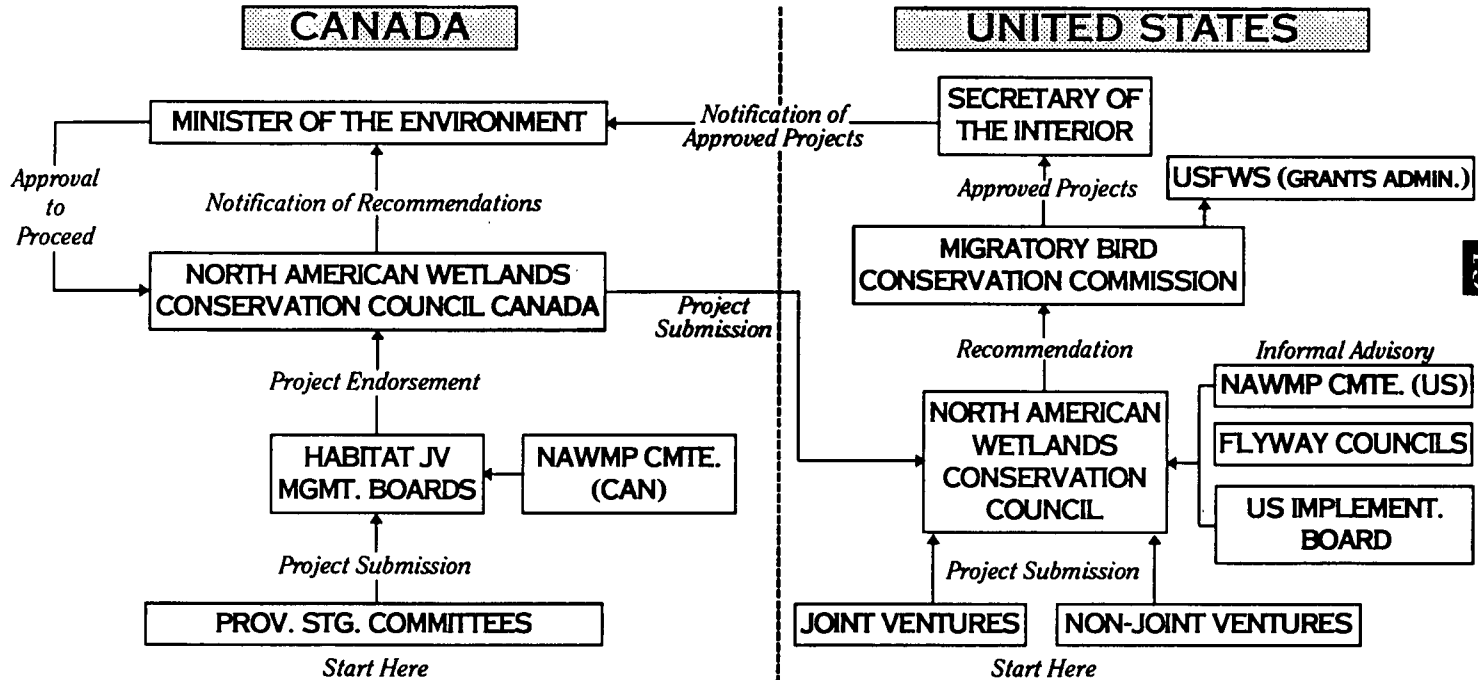 CANADA
UNITED STATES
MINISTER OF THE ENVIRONMENT
Notification of
Approved Projects
SECRETARY OF
THE INTERIOR
Approval
to
Proceed
Notification of Recommendations
Approved Projects
USFWS (GRANTS ADMIN.)
NORTH AMERICAN WETLANDS
CONSERVATION COUNCIL CANADA
MIGRATORY BIRD
CONSERVATION COMMISSION
Project
Submission
Project Endorsement
Recommendation
Informal Advisory
NAWMP CMTE. (US)
FLYWAY COUNCILS
US IMPLEMENT.
BOARD
HABITAT JV
MGMT. BOARDS
NAWMP CMTE.
(CAN)
NORTH AMERICAN
WETLANDS
CONSERVATION
COUNCIL
Project Submission
Project Submission
PROV. STG. COMMITTEES
JOINT VENTURES
NON-JOINT VENTURES
Start Here
Start Here